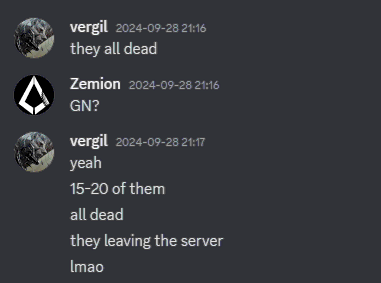 vergil 2024-09-28 21:16
they all dead
Zemion 2024-09-28 21:16
GN?
vergil 2024-09-28 21:17
yeah
15-20 of them
all dead
they leaving the server
lmao